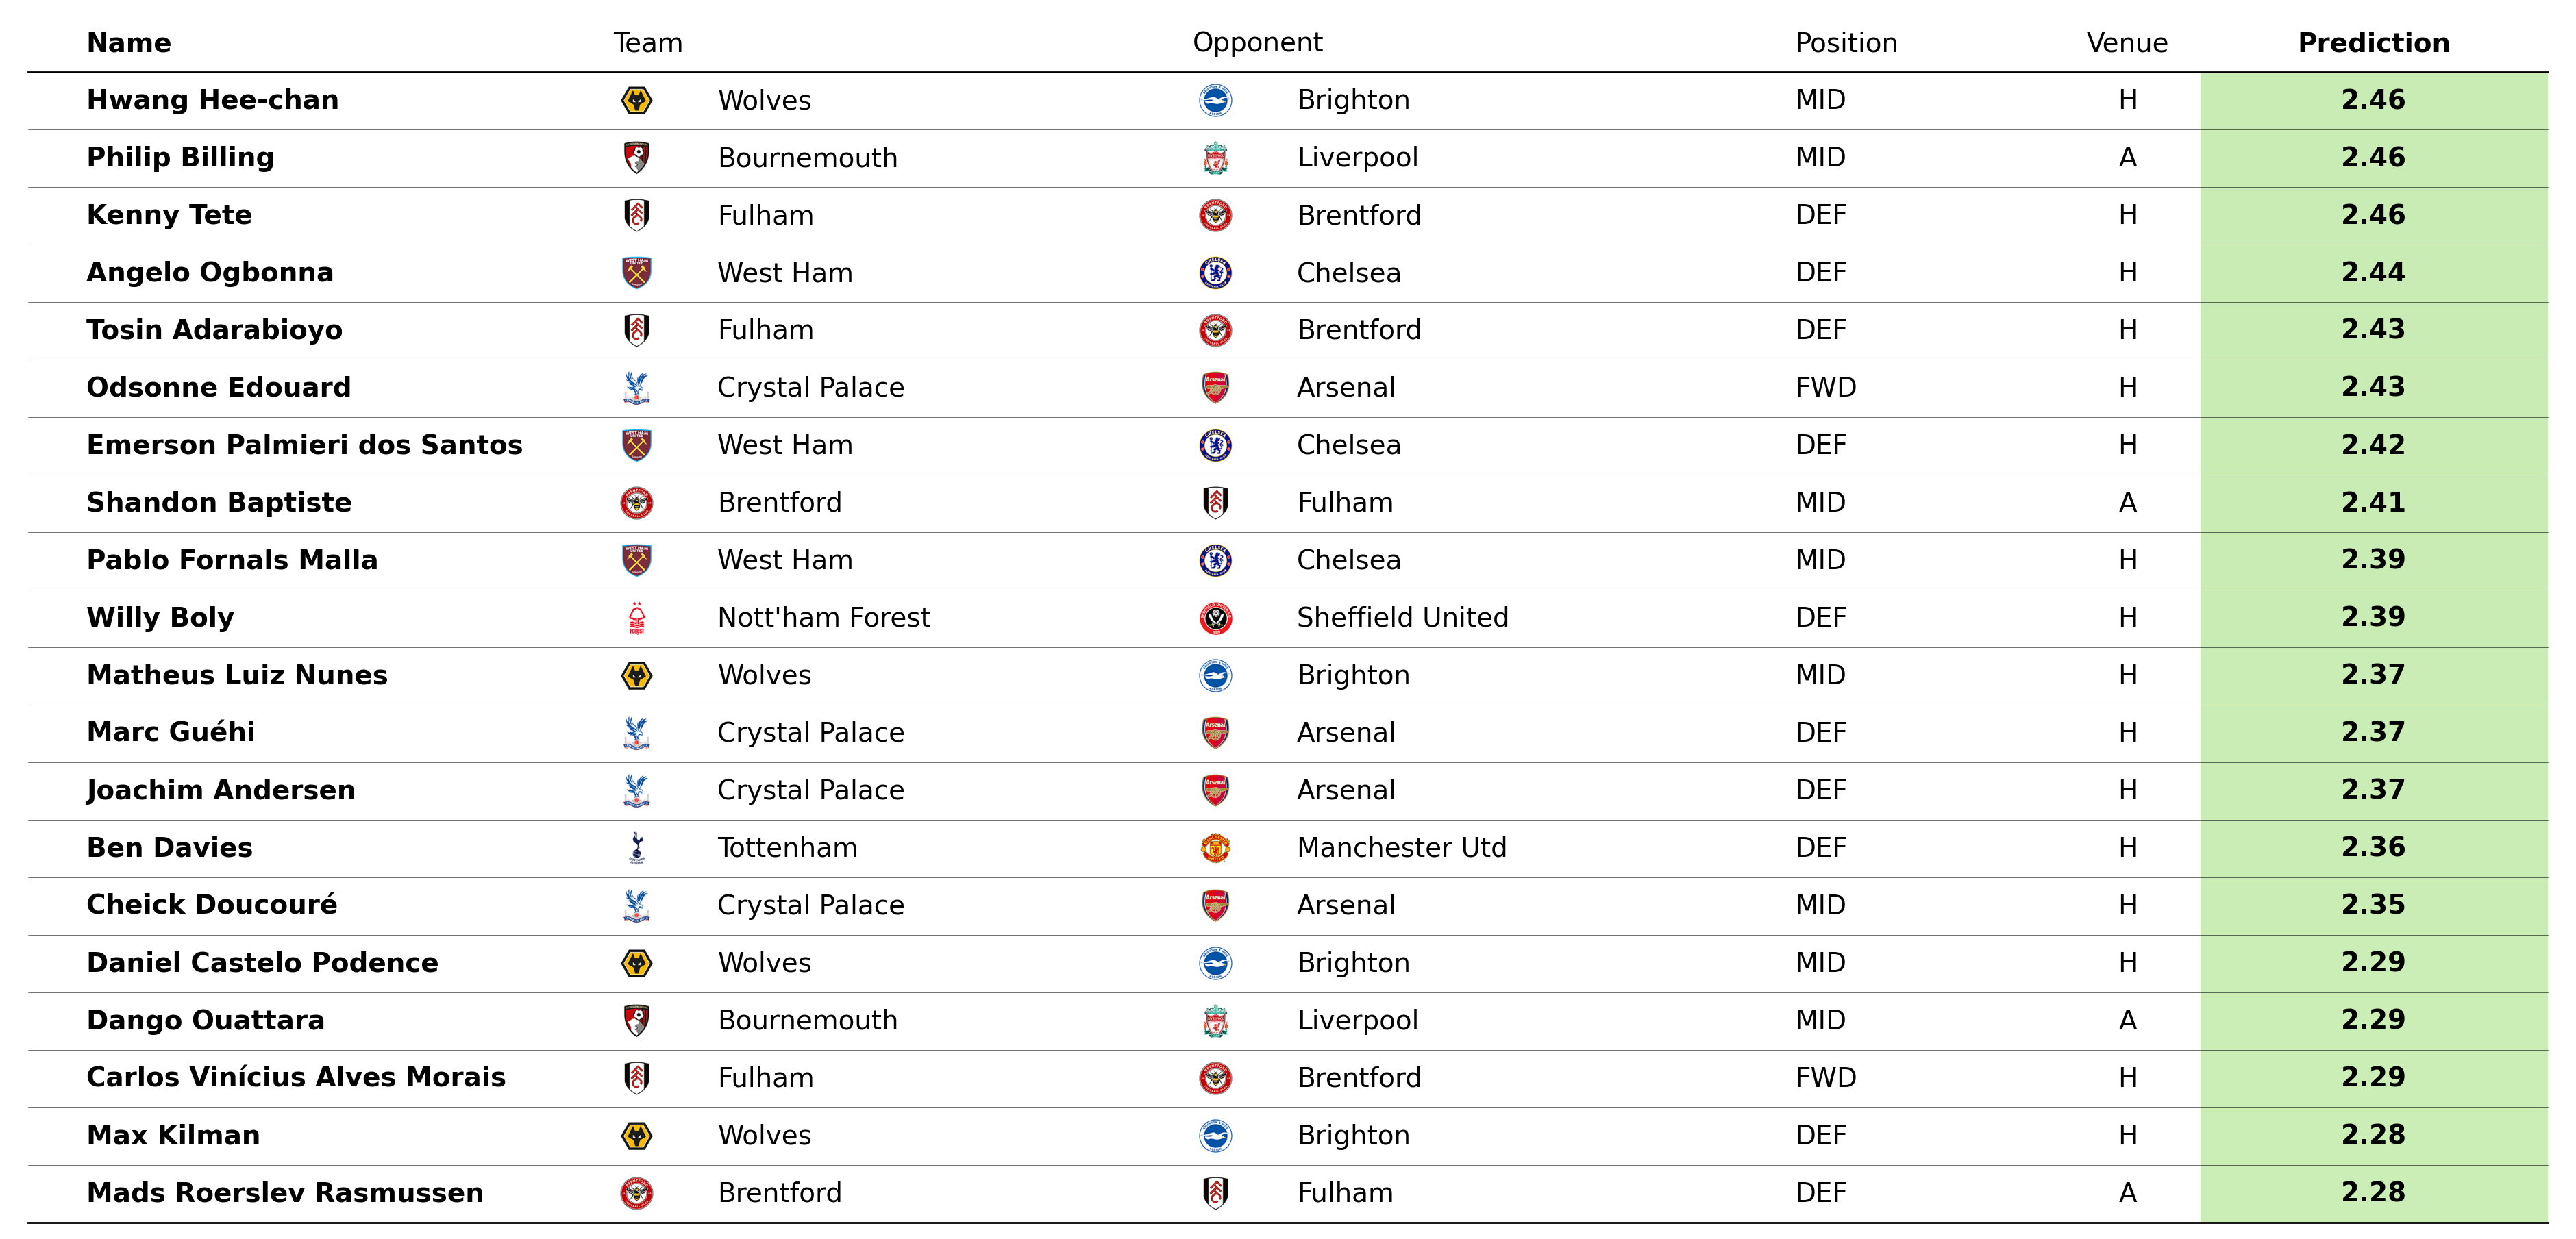 Name Team Opponent Position Venue Prediction
Hwang Hee-chan Wolves Brighton MID H 2.46
Philip Billing Bournemouth Liverpool MID A 2.46
Kenny Tete Fulham Brentford DEF H 2.46
Angelo Ogbonna West Ham Chelsea DEF H 2.44
Tosin Adarabioyo Fulham Brentford DEF H 2.43
Odsonne Edouard Crystal Palace Arsenal FWD H 2.43
Emerson Palmieri dos Santos West Ham Chelsea DEF H 2.42
Shandon Baptiste Brentford Fulham MID A 2.41
Pablo Fornals Malla West Ham Chelsea MID H 2.39
Willy Boly Nott'ham Forest Sheffield United DEF H 2.39
Matheus Luiz Nunes Wolves Brighton MID H 2.37
Marc Guéhi Crystal Palace Arsenal DEF H 2.37
Joachim Andersen Crystal Palace Arsenal DEF H 2.37
Ben Davies Tottenham Manchester Utd DEF H 2.36
Cheick Doucouré Crystal Palace Arsenal MID H 2.35
Daniel Castelo Podence Wolves Brighton MID H 2.29
Dango Ouattara Bournemouth Liverpool MID A 2.29
Carlos Vinícius Alves Morais Fulham Brentford FWD H 2.29
Max Kilman Wolves Brighton DEF H 2.28
Mads Roerslev Rasmussen Brentford Fulham DEF A 2.28